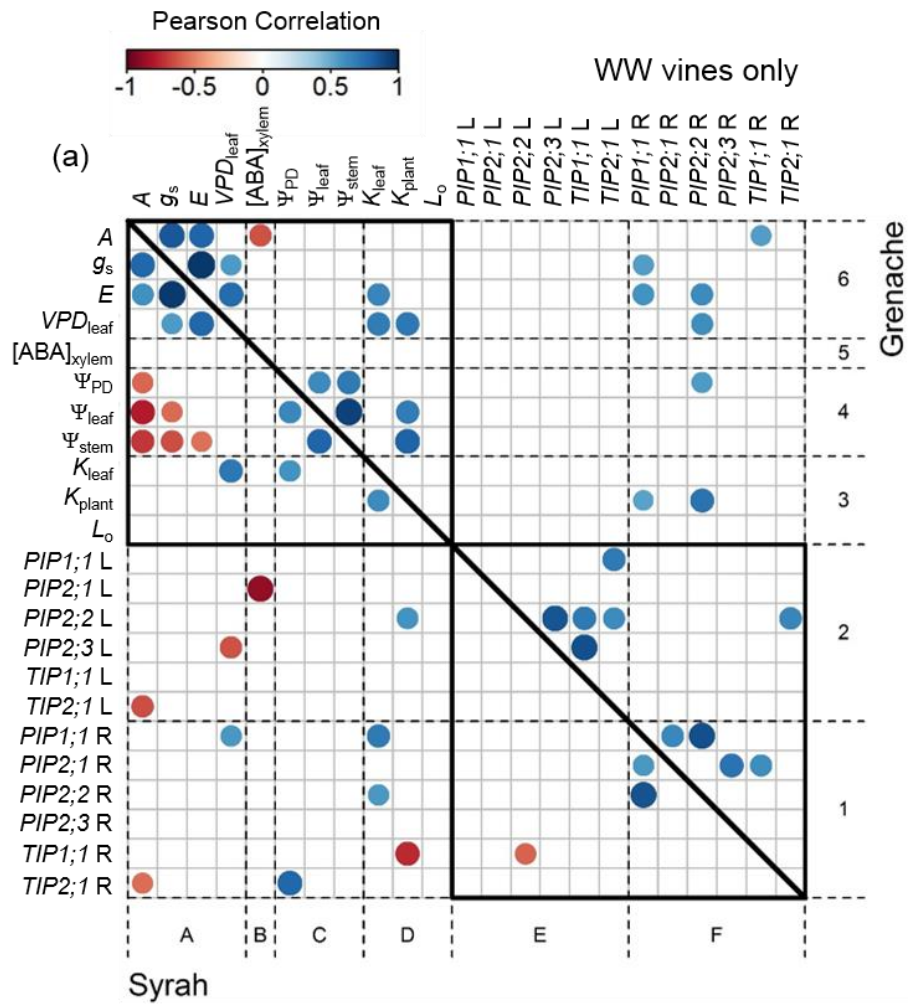 Pearson Correlation
-1 -0.5 0 0.5 1
WW vines only
(a)
A
gs
E
VPDleaf
[ABA]xylem
ΨPD
Ψleaf
Ψstem
Kleaf
Kplant
Lo
PIP1;1 L
PIP2;1 L
PIP2;2 L
PIP2;3 L
TIP1;1 L
TIP2;1 L
PIP1;1 R
PIP2;1 R
PIP2;2 R
PIP2;3 R
TIP1;1 R
TIP2;1 R
A
gs
E
VPDleaf
[ABA]xylem
ΨPD
Ψleaf
Ψstem
Kleaf
Kplant
Lo
PIP1;1 L
PIP2;1 L
PIP2;2 L
PIP2;3 L
TIP1;1 L
TIP2;1 L
PIP1;1 R
PIP2;1 R
PIP2;2 R
PIP2;3 R
TIP1;1 R
TIP2;1 R
6
5
4
3
2
1
Grenache
A B C D E F
Syrah